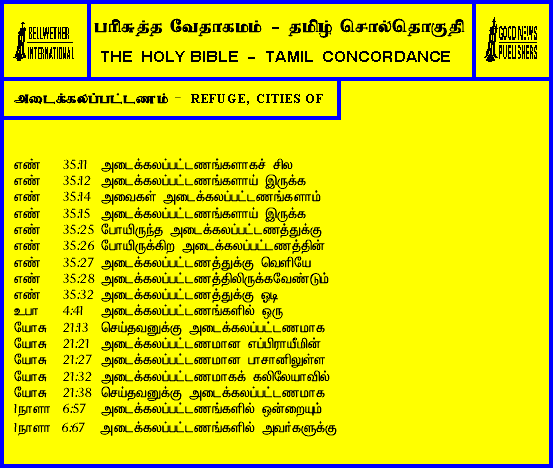 BELLWETHER
INTERNATIONAL
பரிசுத்த வேதாகமம் - தமிழ் சொல்தொகுதி
THE HOLY BIBLE - TAMIL CONCORDANCE
GOOD NEWS
PUBLISHERS
அடைக்கலப்பட்டணம் - REFUGE, CITIES OF
எண் 35:11 அடைக்கலப்பட்டணங்களாகச் சில
எண் 35:12 அடைக்கலப்பட்டணங்களாய் இருக்க
எண் 35:14 அவைகள் அடைக்கலப்பட்டணங்களாம்
எண் 35:15 அடைக்கலப்பட்டணங்களாய் இருக்க
எண் 35:25 போயிருந்த அடைக்கலப்பட்டணத்துக்கு
எண் 35:26 போயிருக்கிற அடைக்கலப்பட்டணத்தின்
எண் 35:27 அடைக்கலப்பட்டணத்துக்கு வெளியே
எண் 35:28 அடைக்கலப்பட்டணத்திலிருக்கவேண்டும்
எண் 35:32 அடைக்கலப்பட்டணத்துக்கு ஓடி
உபா 4:41 அடைக்கலப்பட்டணங்களில் ஒரு
யோசு 21:13 செய்தவனுக்கு அடைக்கலப்பட்டணமாக
யோசு 21:21 அடைக்கலப்பட்டணமான எப்பிராயீமின்
யோசு 21:27 அடைக்கலப்பட்டணமான பாசானிலுள்ள
யோசு 21:32 அடைக்கலப்பட்டணமாகக் கலிலேயாவில்
யோசு 21:38 செய்தவனுக்கு அடைக்கலப்பட்டணமாக
1நாளா 6:57 அடைக்கலப்பட்டணங்களில் ஒன்றையும்
1நாளா 6:67 அடைக்கலப்பட்டணங்களில் அவர்களுக்கு